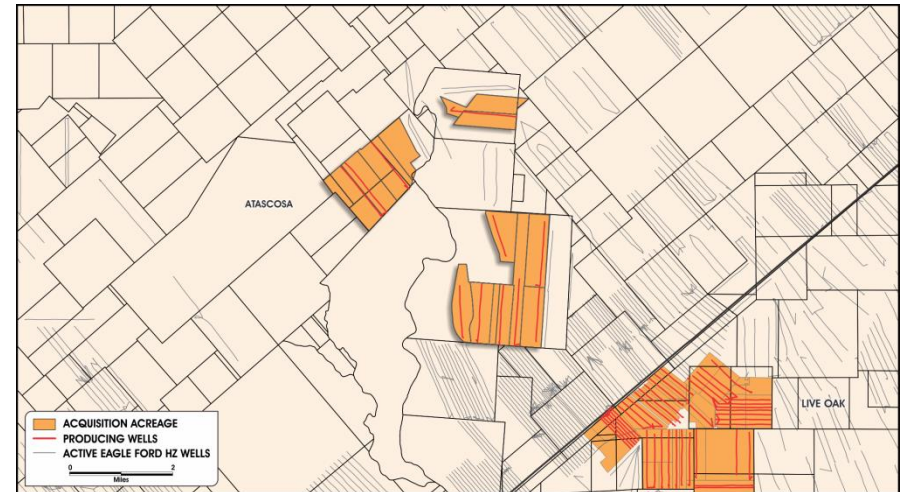 ATASCOSA
LIVE OAK
ACQUISITION ACREAGE
PRODUCING WELLS
ACTIVE EAGLE FORD HZ WELLS
0 2
Miles